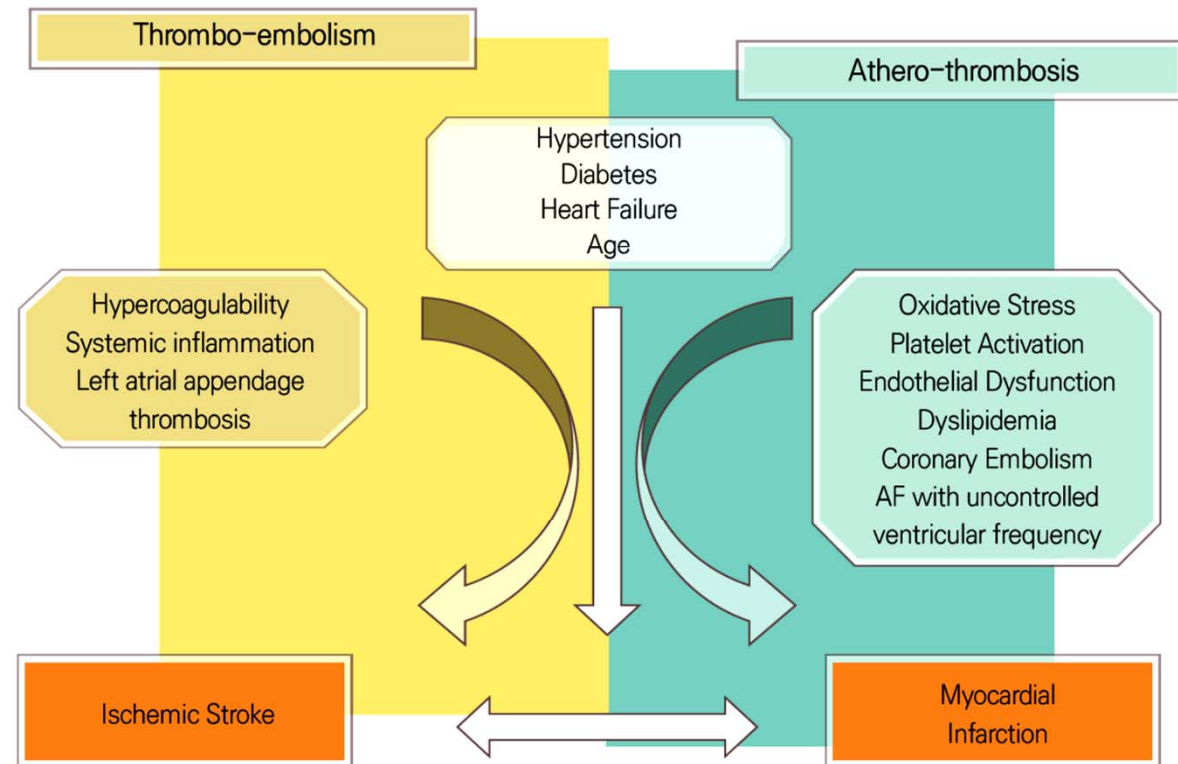 Thrombo-embolism
Athero-thrombosis
Hypertension
Diabetes
Heart Failure
Age
Hypercoagulability
Systemic inflammation
Left atrial appendage
thrombosis
Oxidative Stress
Platelet Activation
Endothelial Dysfunction
Dyslipidemia
Coronary Embolism
AF with uncontrolled
ventricular frequency
Ischemic Stroke
Myocardial
Infarction